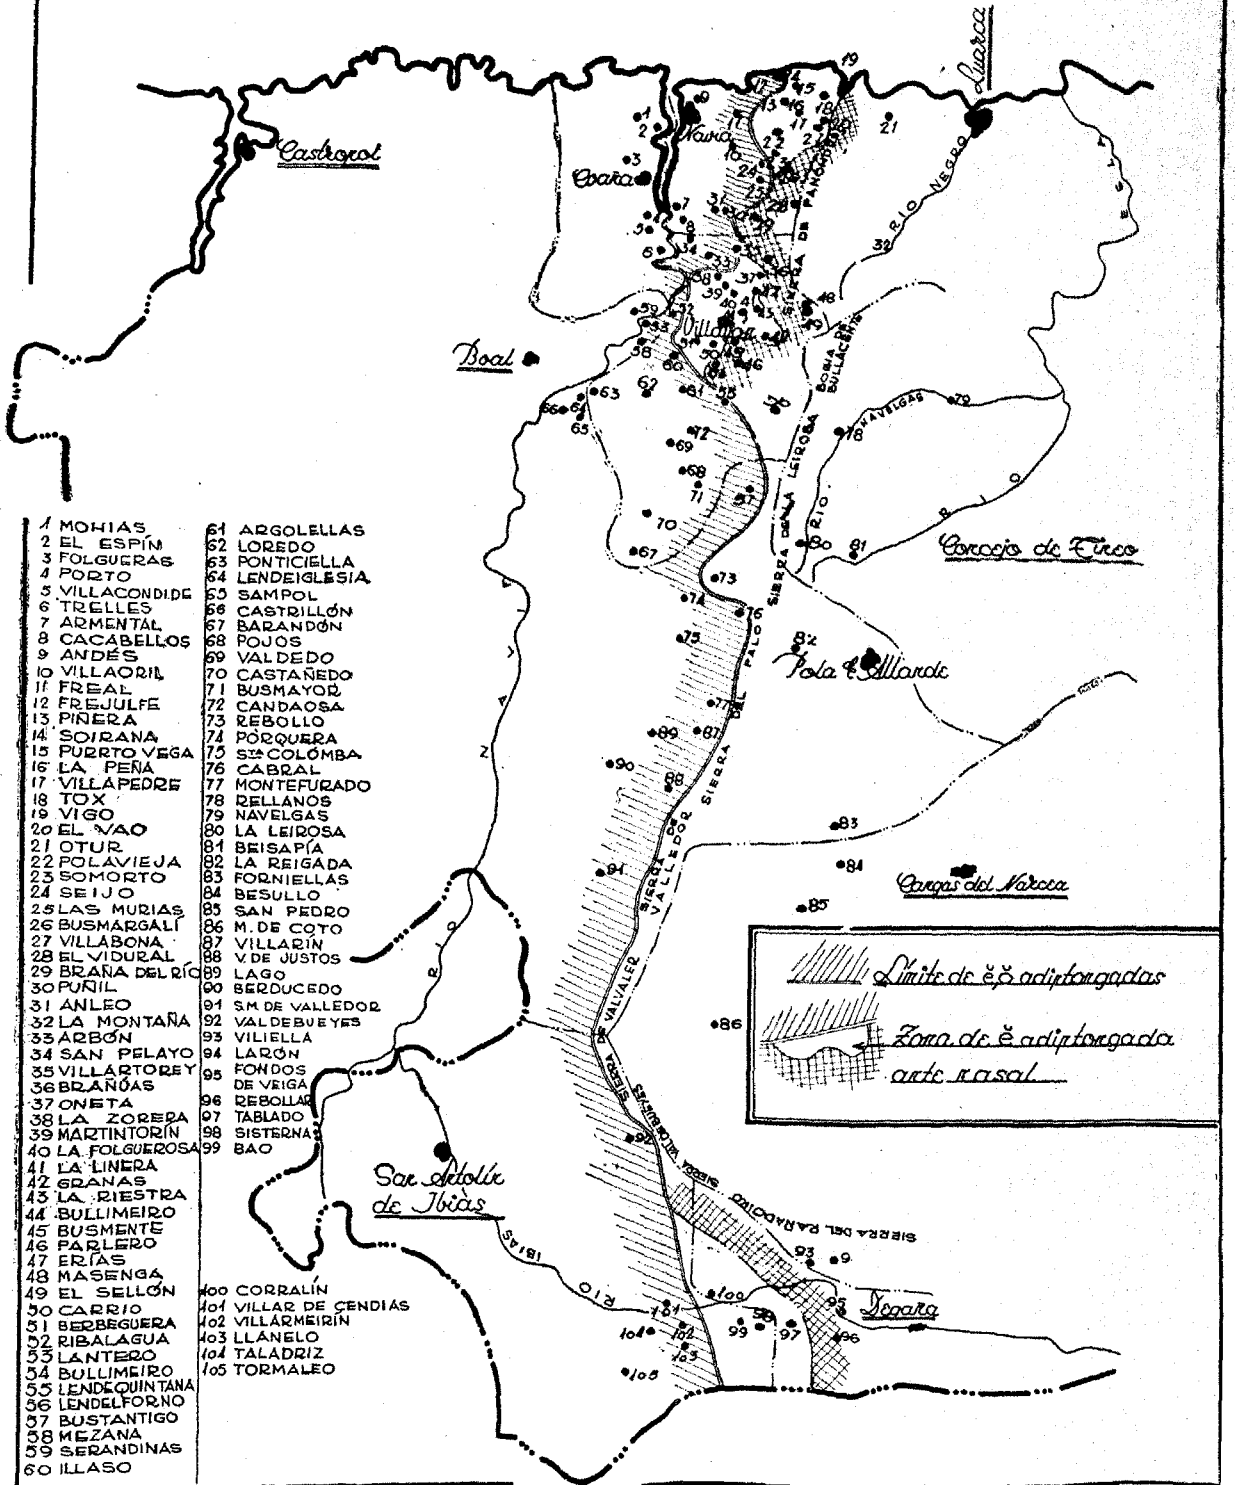 Luarca
Castropol
Navia
Coaña
Boal
Villayón
SIERRA DE PANONDRES
RIO NEGRO
ESVA
BOBIA DE BULLACENTE
NAVELGAS
RIO
SIERRA DE LA LEIROSA
RIO
Concejo de Tineo
Pola de Allande
SIERRA DEL PALO
NAVIA
RIO
SIERRA DE VALLEDOR
Cangas del Narcea
SIERRA DE VALVALER
SIERRA VALDEBUEYES
SIERRA DEL RAÑADOIRO
San Antolín
de Ibiàs
RIO IBIAS
Degaña
Límite de ĕ, ŏ adiptongadas
Zona de ĕ adiptongada
ante nasal
1 MOHIAS
2 EL ESPÍN
3 FOLGUERAS
4 PORTO
5 VILLACONDIDE
6 TRELLES
7 ARMENTAL
8 CACABELLOS
9 ANDÉS
10 VILLAORIL
11 FREAL
12 FREJULFE
13 PIÑERA
14 SOIRANA
15 PUERTO VEGA
16 LA PEÑA
17 VILLAPEDRE
18 TOX
19 VIGO
20 EL VAO
21 OTUR
22 POLAVIEJA
23 SOMORTO
24 SEIJO
25 LAS MURIAS
26 BUSMARGALÍ
27 VILLABONA
28 EL VIDURAL
29 BRAÑA DEL RÍO
30 PUÑIL
31 ANLEO
32 LA MONTAÑA
33 ARBÓN
34 SAN PELAYO
35 VILLARTOREY
36 BRAÑÚAS
37 ONETA
38 LA ZORERA
39 MARTINTORÍN
40 LA FOLGUEROSA
41 LA LINERA
42 GRANAS
43 LA RIESTRA
44 BULLIMEIRO
45 BUSMENTE
46 PARLERO
47 ERÍAS
48 MASENGA
49 EL SELLÓN
50 CARRIO
51 BERBEGUERA
52 RIBALAGUA
53 LANTERO
54 BULLIMEIRO
55 LENDEQUINTANA
56 LENDELFORNO
57 BUSTANTIGO
58 MEZANA
59 SERANDINAS
60 ILLASO
61 ARGOLELLAS
62 LOREDO
63 PONTICIELLA
64 LENDEIGLESIA
65 SAMPOL
66 CASTRILLÓN
67 BARANDÓN
68 POJOS
69 VALDEDO
70 CASTAÑEDO
71 BUSMAYOR
72 CANDAOSA
73 REBOLLO
74 PORQUERA
75 STA COLOMBA
76 CABRAL
77 MONTEFURADO
78 RELLANOS
79 NAVELGAS
80 LA LEIROSA
81 BEISAPÍA
82 LA REIGADA
83 FORNIELLAS
84 BESULLO
85 SAN PEDRO
86 M. DE COTO
87 VILLARÍN
88 V. DE JUSTOS
89 LAGO
90 BERDUCEDO
91 S.M. DE VALLEDOR
92 VALDEBUEYES
93 VILIELLA
94 LARÓN
95 FONDOS
DE VEIGA
96 REBOLLAR
97 TABLADO
98 SISTERNA
99 BAO
100 CORRALÍN
101 VILLAR DE CENDIAS
102 VILLARMEIRÍN
103 LLANELO
104 TALADRIZ
105 TORMALEO